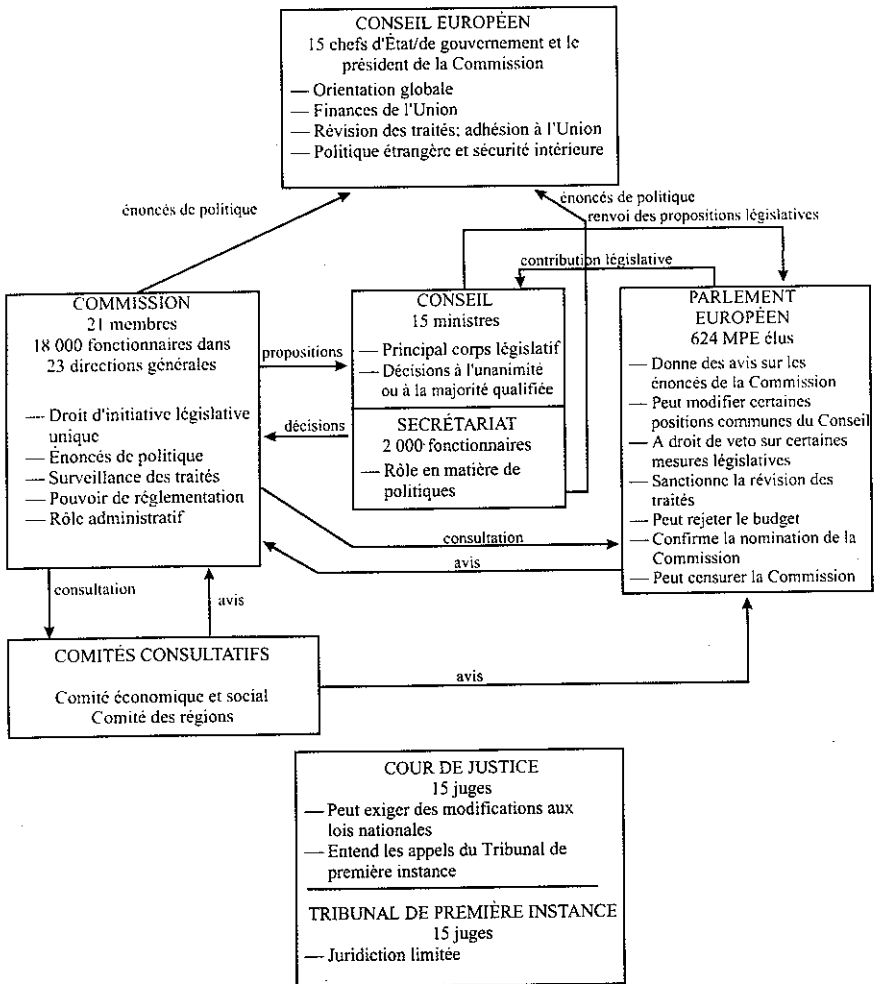 CONSEIL EUROPÉEN
15 chefs d'État/de gouvernement et le
président de la Commission
— Orientation globale
— Finances de l'Union
— Révision des traités; adhésion à l'Union
— Politique étrangère et sécurité intérieure
énoncés de politique
énoncés de politique
renvoi des propositions législatives
contribution législative
COMMISSION
21 membres
18 000 fonctionnaires dans
23 directions générales
— Droit d'initiative législative
unique
— Énoncés de politique
— Surveillance des traités
— Pouvoir de réglementation
— Rôle administratif
propositions
décisions
CONSEIL
15 ministres
— Principal corps législatif
— Décisions à l'unanimité
ou à la majorité qualifiée
SECRÉTARIAT
2 000 fonctionnaires
— Rôle en matière de
politiques
PARLEMENT
EUROPÉEN
624 MPE élus
— Donne des avis sur les
énoncés de la Commission
— Peut modifier certaines
positions communes du Conseil
— A droit de veto sur certaines
mesures législatives
— Sanctionne la révision des
traités
— Peut rejeter le budget
— Confirme la nomination de la
Commission
— Peut censurer la Commission
consultation
avis
consultation
avis
COMITÉS CONSULTATIFS
Comité économique et social
Comité des régions
avis
COUR DE JUSTICE
15 juges
— Peut exiger des modifications aux
lois nationales
— Entend les appels du Tribunal de
première instance
TRIBUNAL DE PREMIÈRE INSTANCE
15 juges
— Juridiction limitée